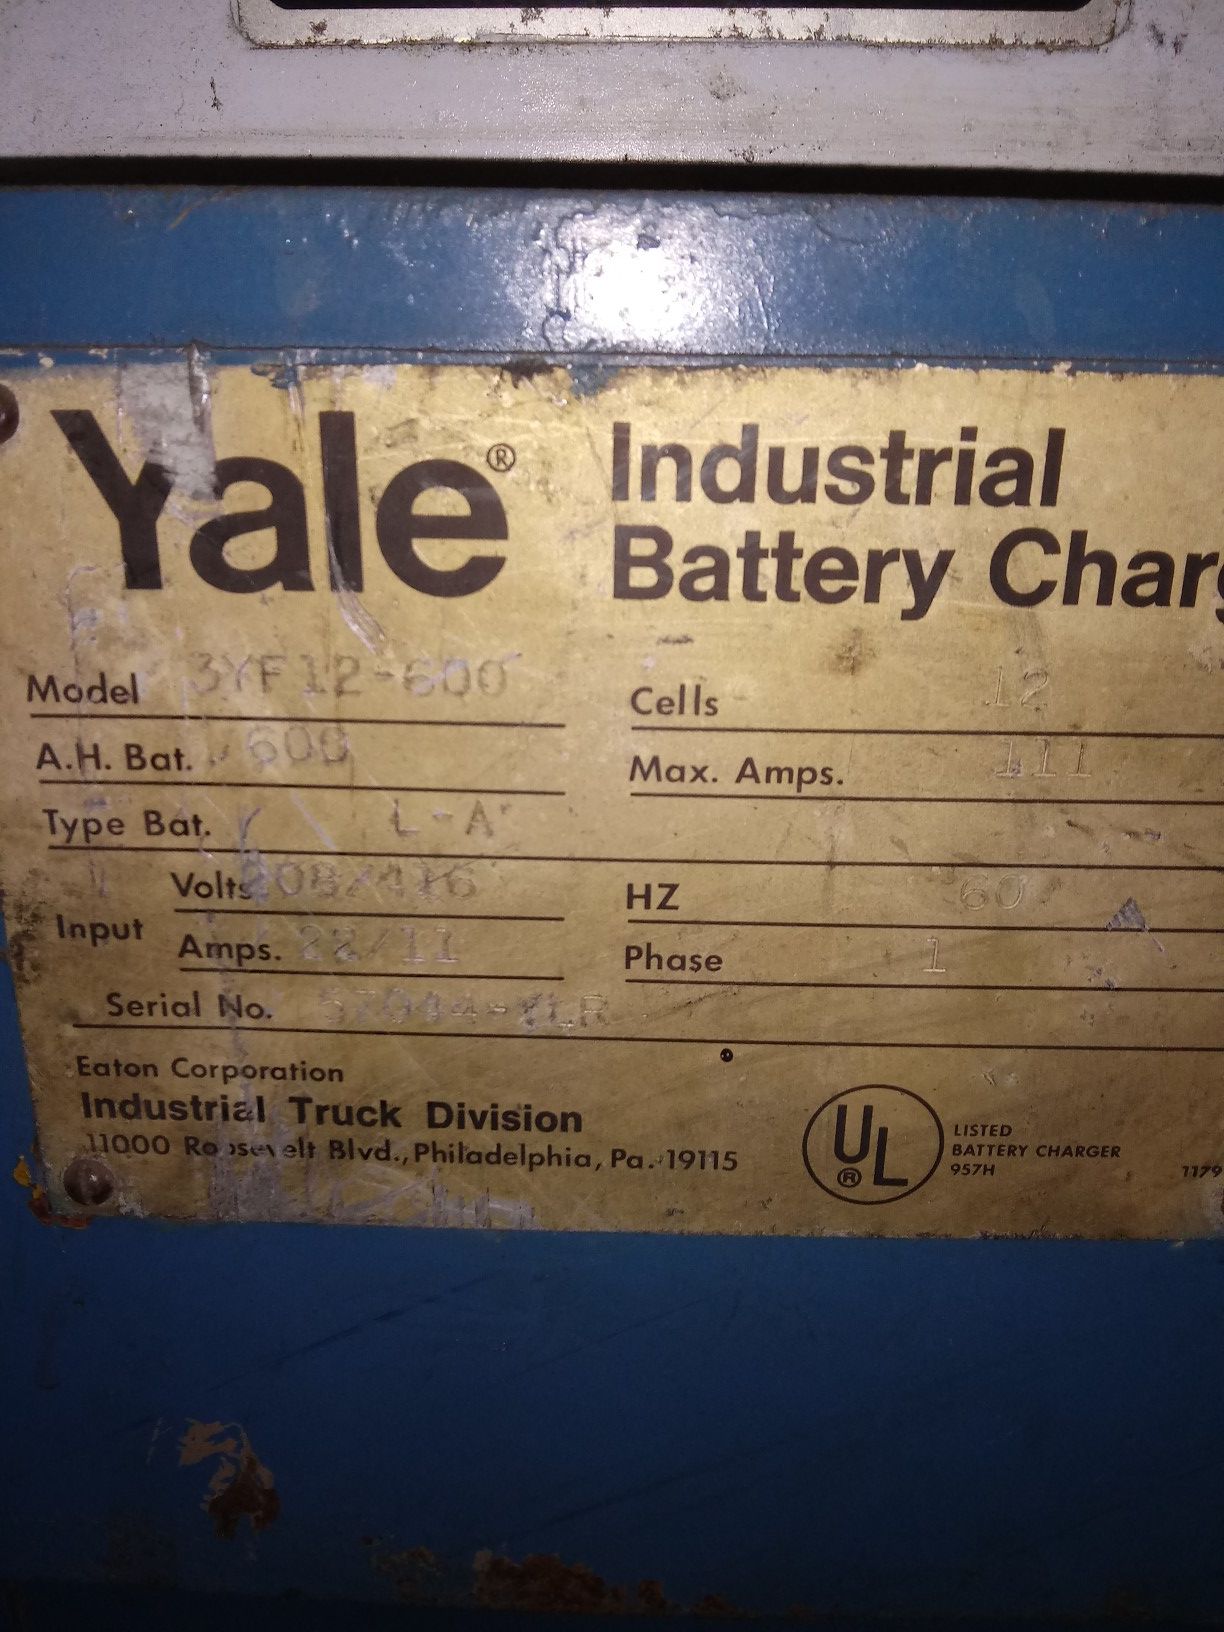 Yale® Industrial
Battery Charg
Model 3YF12-600 Cells 12
A.H. Bat. 600 Max. Amps. 111
Type Bat. L-A
Input Volts 208/416 HZ 60
Amps. 22/11 Phase 1
Serial No.
Eaton Corporation
Industrial Truck Division
11000 Roosevelt Blvd., Philadelphia, Pa. 19115
UL®
LISTED
BATTERY CHARGER
957H
1179